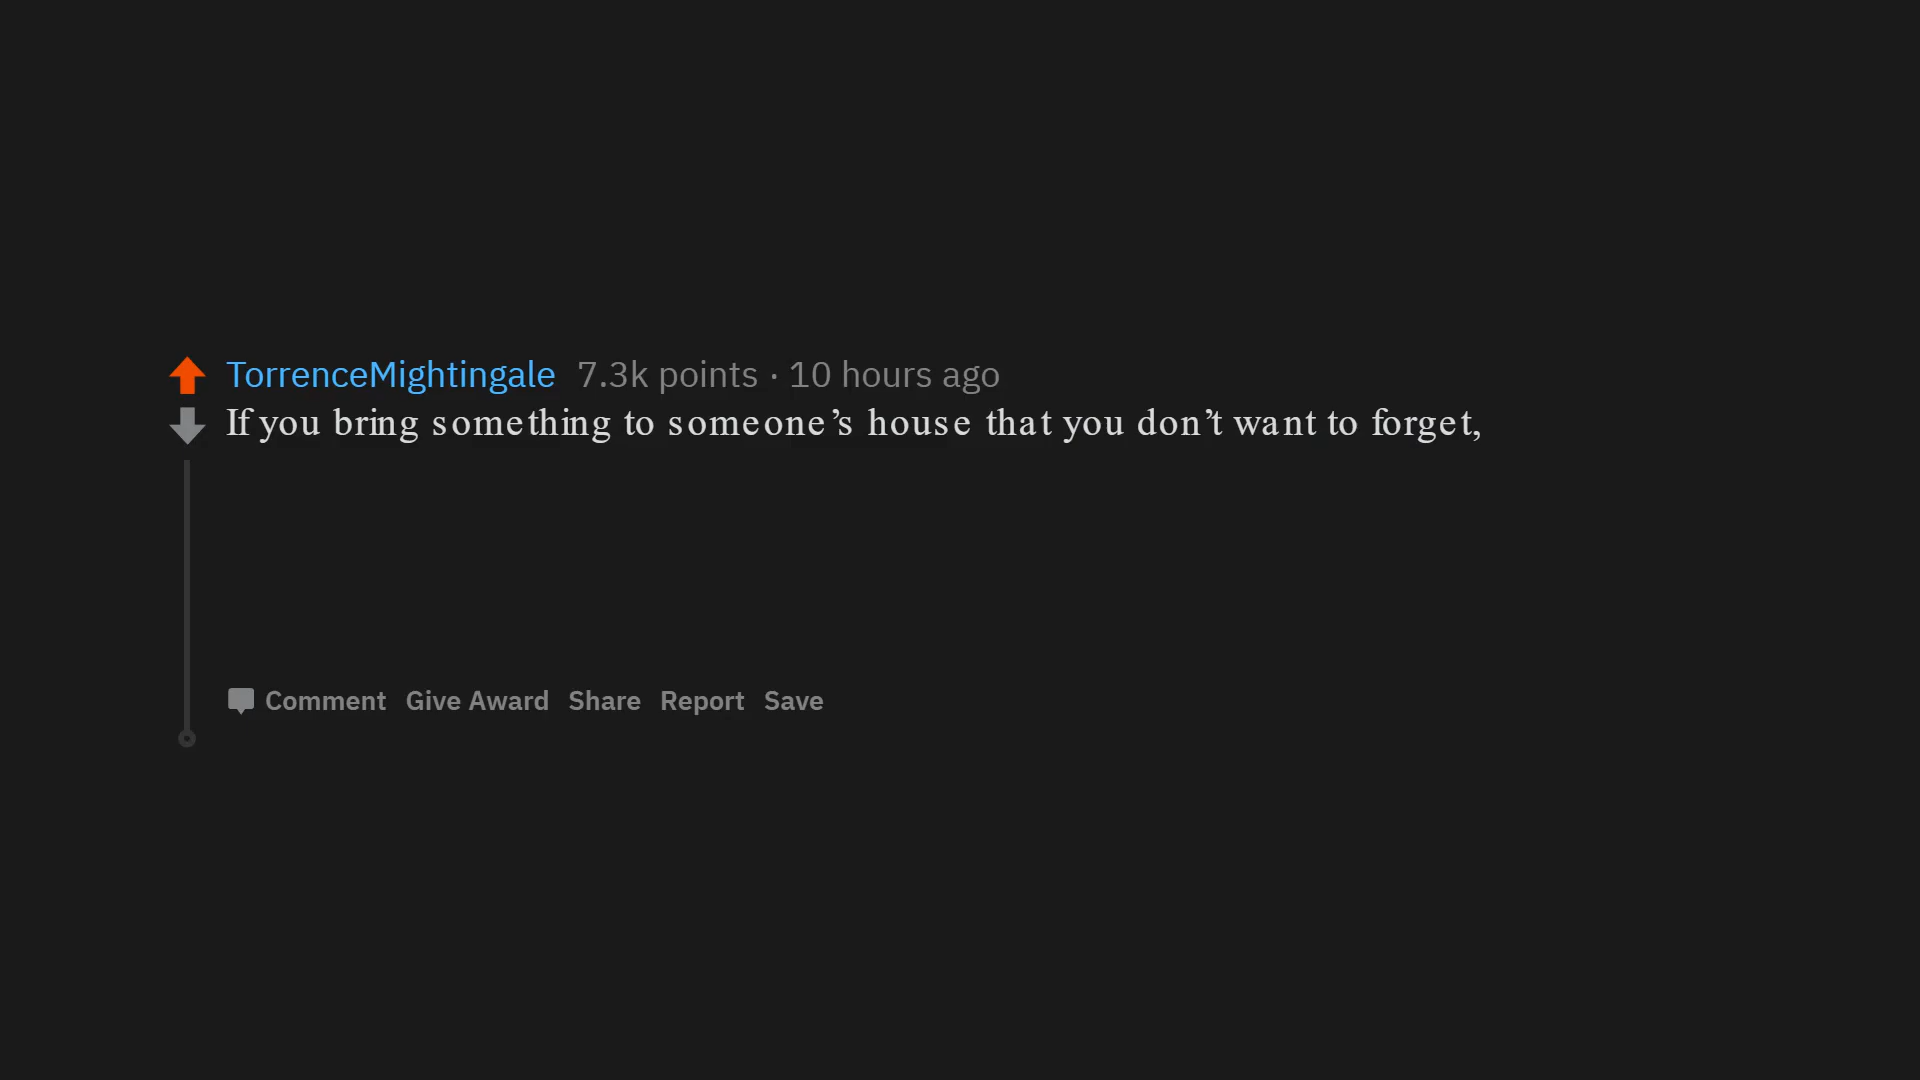 TorrenceMightingale 7.3k points · 10 hours ago
If you bring something to someone’s house that you don’t want to forget,
Comment Give Award Share Report Save